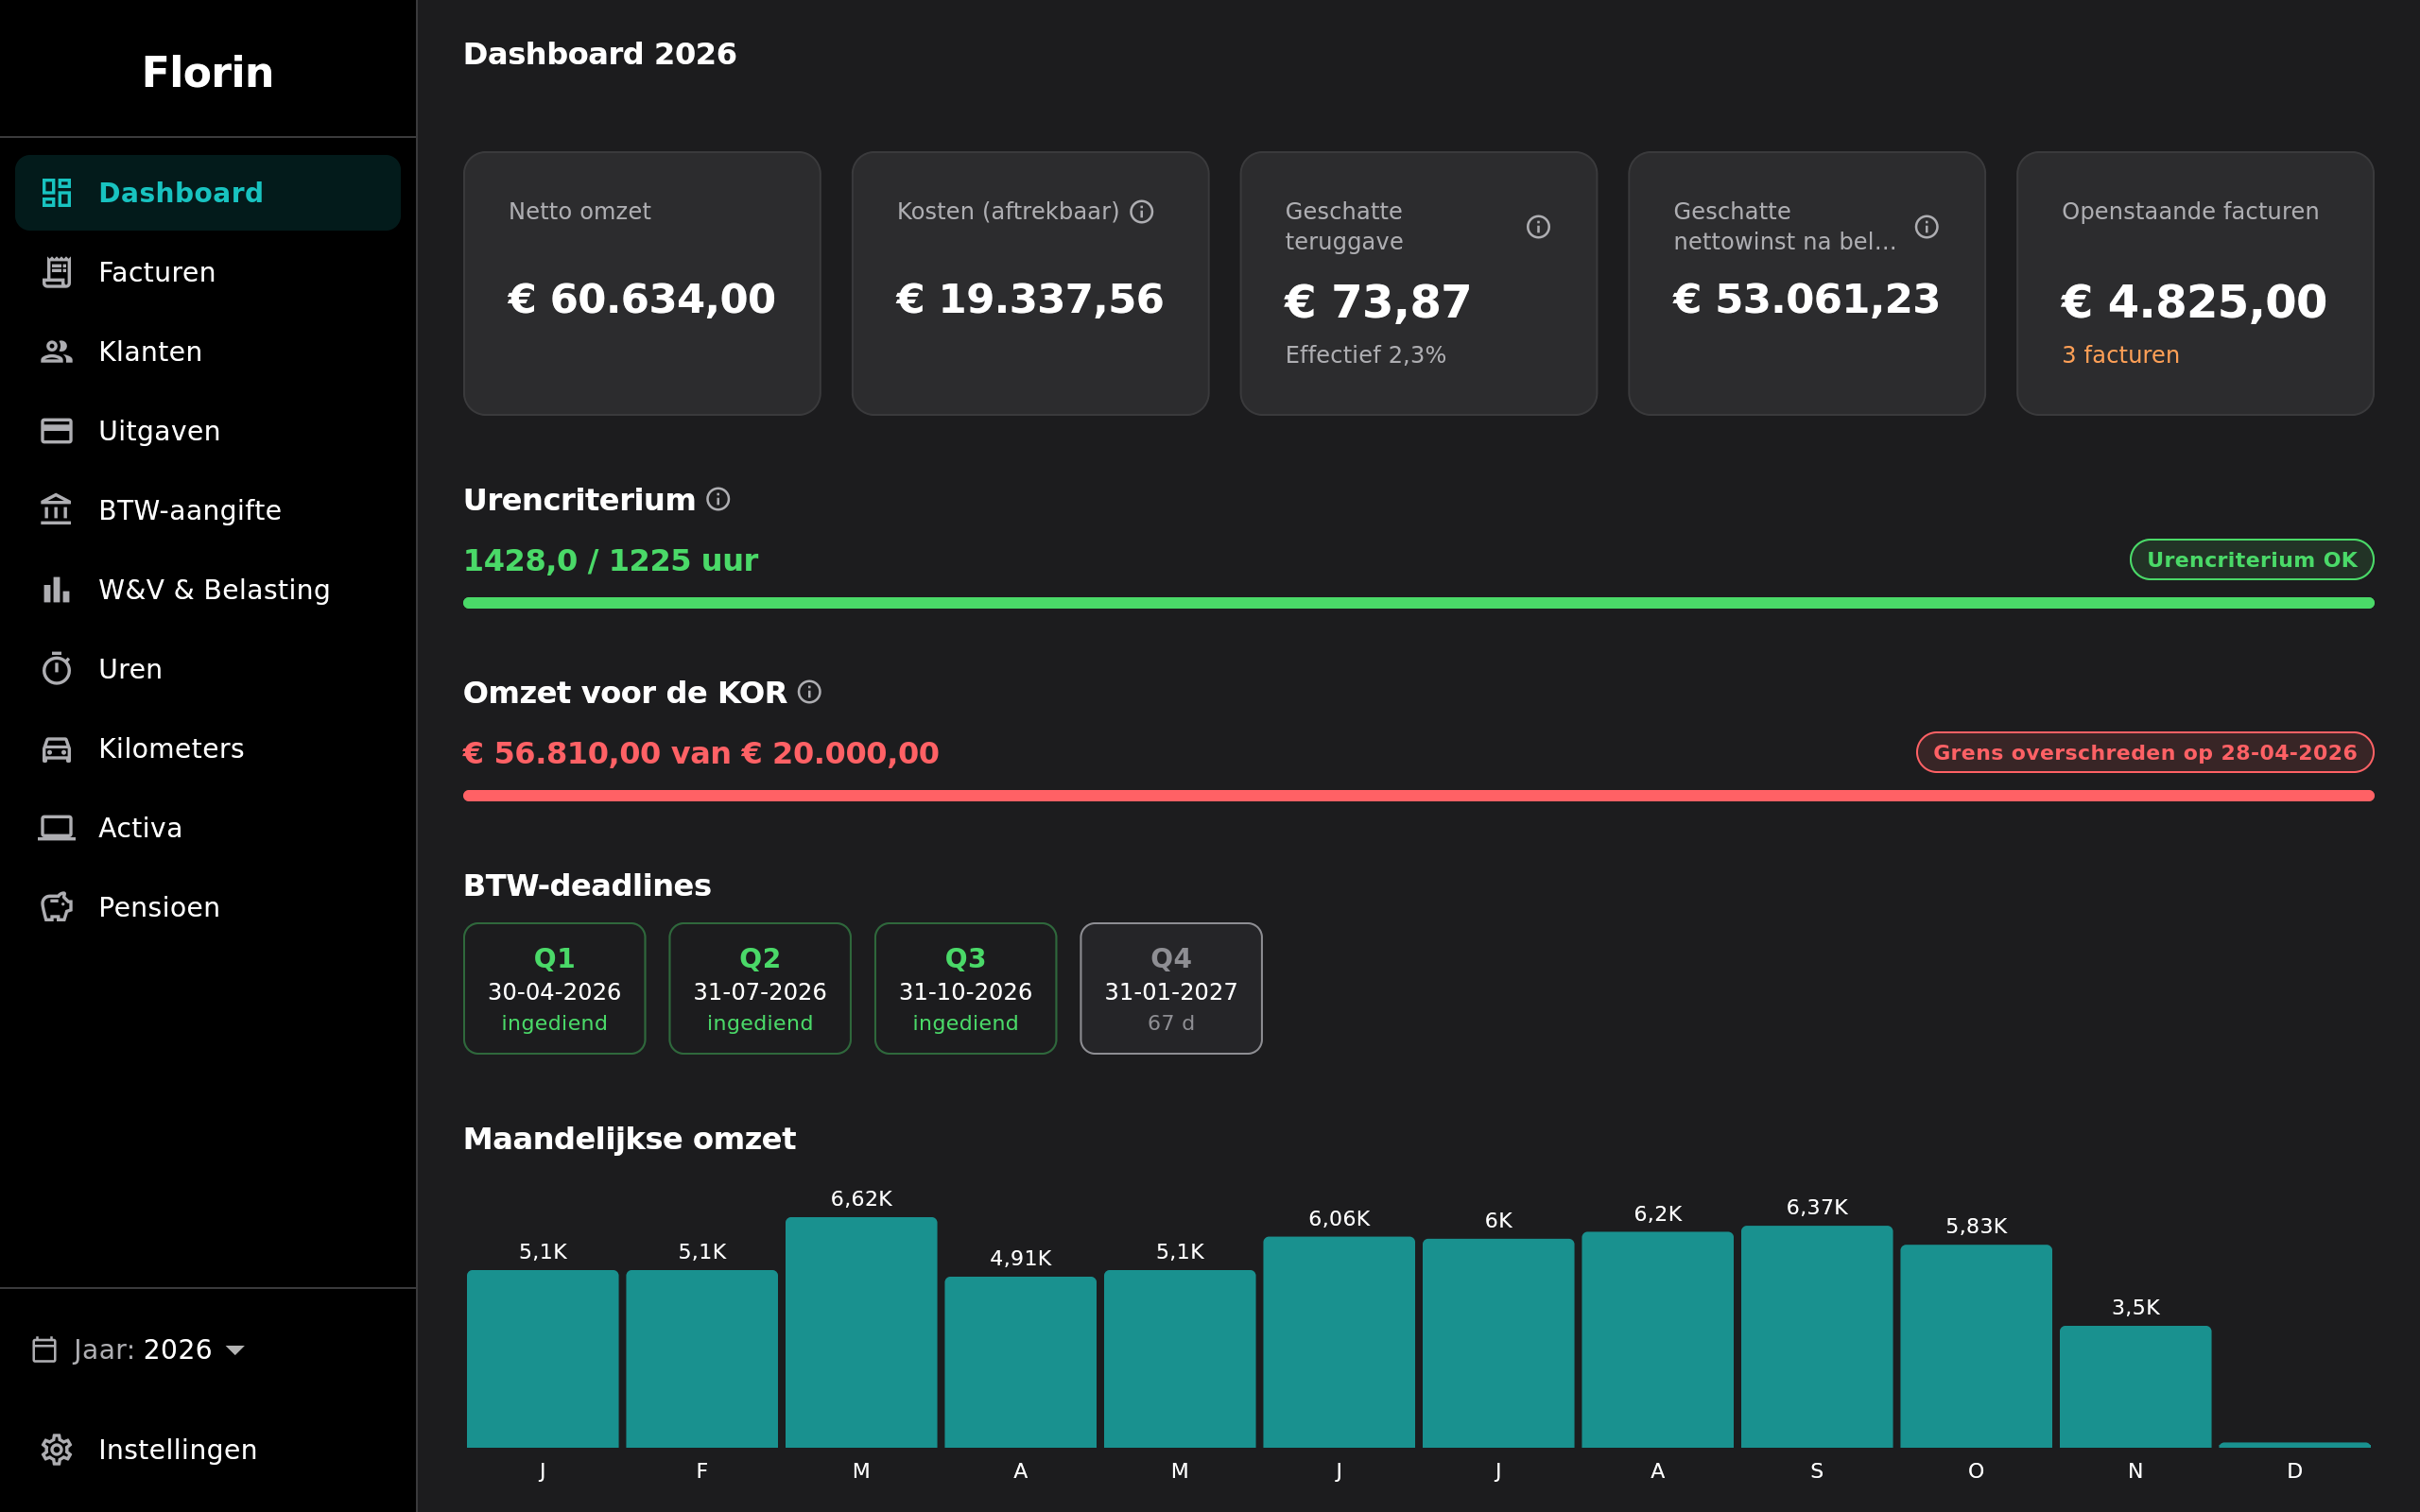 Florin
Dashboard
Facturen
Klanten
Uitgaven
BTW-aangifte
W&V & Belasting
Uren
Kilometers
Activa
Pensioen
Jaar: 2026
Instellingen
Dashboard 2026
Netto omzet
€ 60.634,00
Kosten (aftrekbaar)
€ 19.337,56
Geschatte
teruggave
€ 73,87
Effectief 2,3%
Geschatte
nettowinst na bel...
€ 53.061,23
Openstaande facturen
€ 4.825,00
3 facturen
Urencriterium
1428,0 / 1225 uur
Urencriterium OK
Omzet voor de KOR
€ 56.810,00 van € 20.000,00
Grens overschreden op 28-04-2026
BTW-deadlines
Q1
30-04-2026
ingediend
Q2
31-07-2026
ingediend
Q3
31-10-2026
ingediend
Q4
31-01-2027
67 d
Maandelijkse omzet
5,1K
5,1K
6,62K
4,91K
5,1K
6,06K
6K
6,2K
6,37K
5,83K
3,5K
J F M A M J J A S O N D